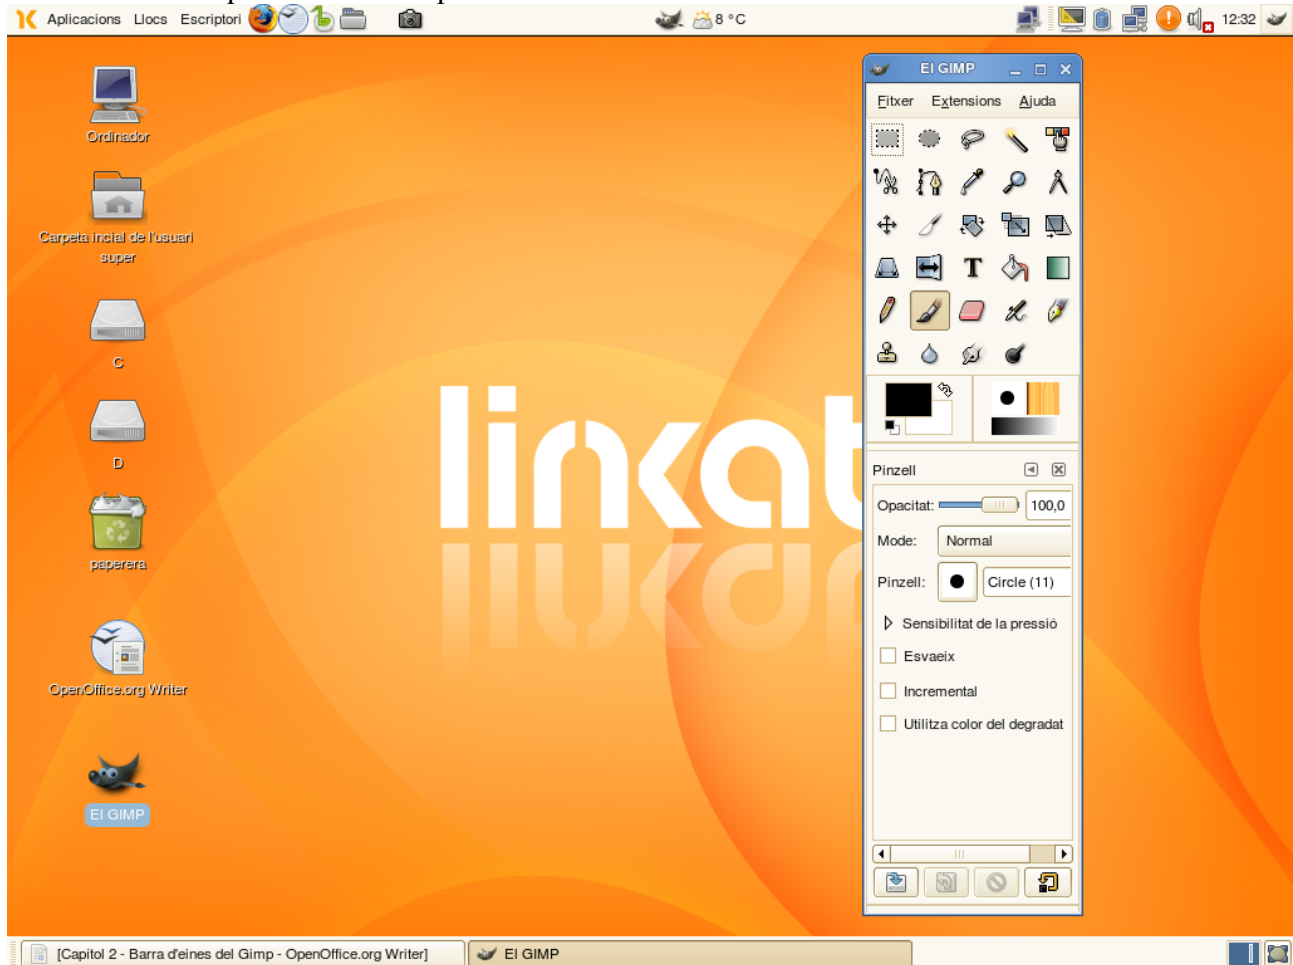 Aplicacions Llocs Escriptori
8 °C
12:32
Ordinador
Carpeta incial de l'usuari
super
C
D
paperera
OpenOffice.org Writer
El GIMP
linkat
El GIMP
Fitxer Extensions Ajuda
Pinzell
Opacitat: 100,0
Mode: Normal
Pinzell: Circle (11)
Sensibilitat de la pressió
Esvaeix
Incremental
Utilitza color del degradat
[Capítol 2 - Barra d'eines del Gimp - OpenOffice.org Writer]
El GIMP